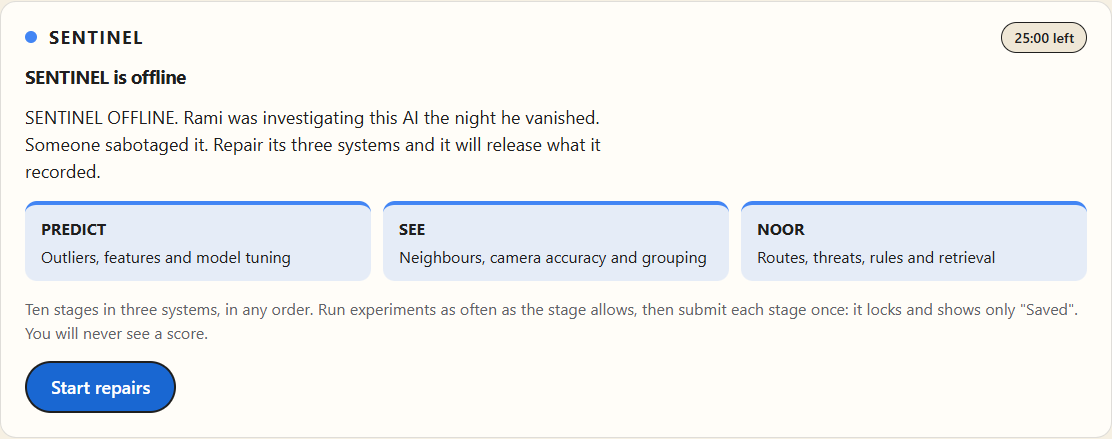 SENTINEL
25:00 left
SENTINEL is offline
SENTINEL OFFLINE. Rami was investigating this AI the night he vanished.
Someone sabotaged it. Repair its three systems and it will release what it
recorded.
PREDICT
Outliers, features and model tuning
SEE
Neighbours, camera accuracy and grouping
NOOR
Routes, threats, rules and retrieval
Ten stages in three systems, in any order. Run experiments as often as the stage allows, then submit each stage once: it locks and shows only "Saved".
You will never see a score.
Start repairs